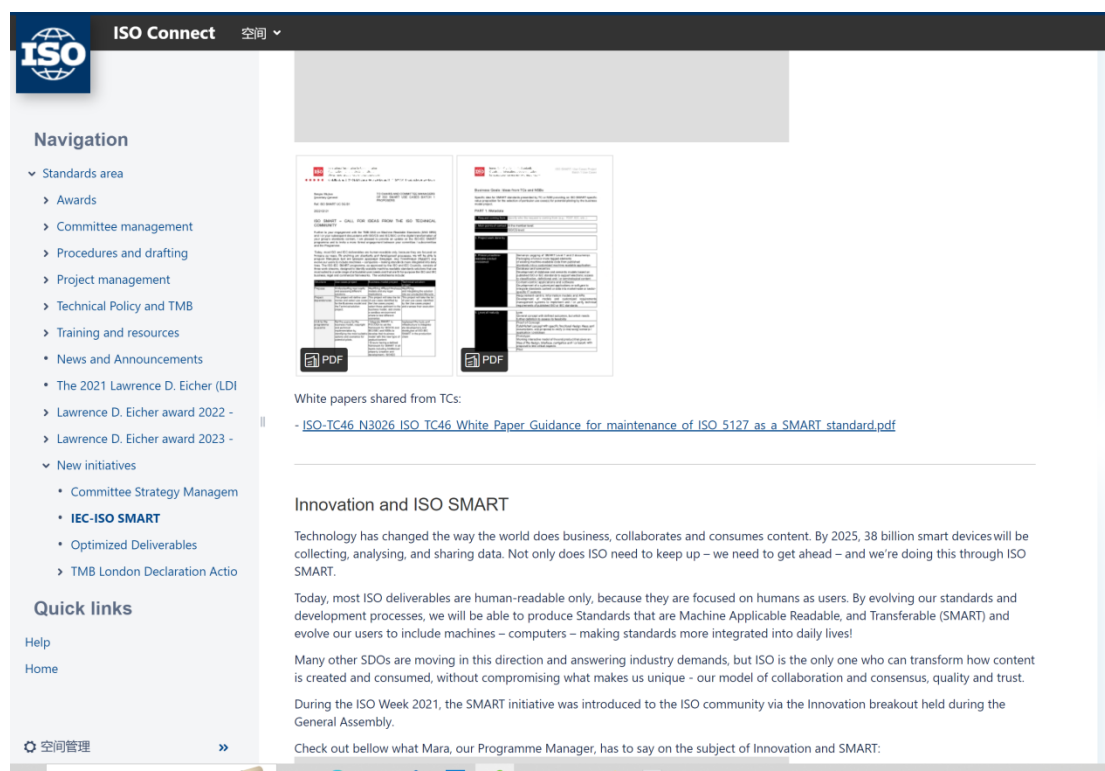 ISO Connect 空间
ISO
Navigation
Standards area
Awards
Committee management
Procedures and drafting
Project management
Technical Policy and TMB
Training and resources
News and Announcements
The 2021 Lawrence D. Eicher (LDI
Lawrence D. Eicher award 2022 -
Lawrence D. Eicher award 2023 -
New initiatives
Committee Strategy Managem
IEC-ISO SMART
Optimized Deliverables
TMB London Declaration Actio
Quick links
Help
Home
空间管理 »
PDF
PDF
White papers shared from TCs:
- ISO-TC46_N3026_ISO_TC46_White_Paper_Guidance_for_maintenance_of_ISO_5127_as_a_SMART_standard.pdf
Innovation and ISO SMART
Technology has changed the way the world does business, collaborates and consumes content. By 2025, 38 billion smart devices will be
collecting, analysing, and sharing data. Not only does ISO need to keep up – we need to get ahead – and we're doing this through ISO
SMART.
Today, most ISO deliverables are human-readable only, because they are focused on humans as users. By evolving our standards and
development processes, we will be able to produce Standards that are Machine Applicable Readable, and Transferable (SMART) and
evolve our users to include machines – computers – making standards more integrated into daily lives!
Many other SDOs are moving in this direction and answering industry demands, but ISO is the only one who can transform how content
is created and consumed, without compromising what makes us unique - our model of collaboration and consensus, quality and trust.
During the ISO Week 2021, the SMART initiative was introduced to the ISO community via the Innovation breakout held during the
General Assembly.
Check out bellow what Mara, our Programme Manager, has to say on the subject of Innovation and SMART: